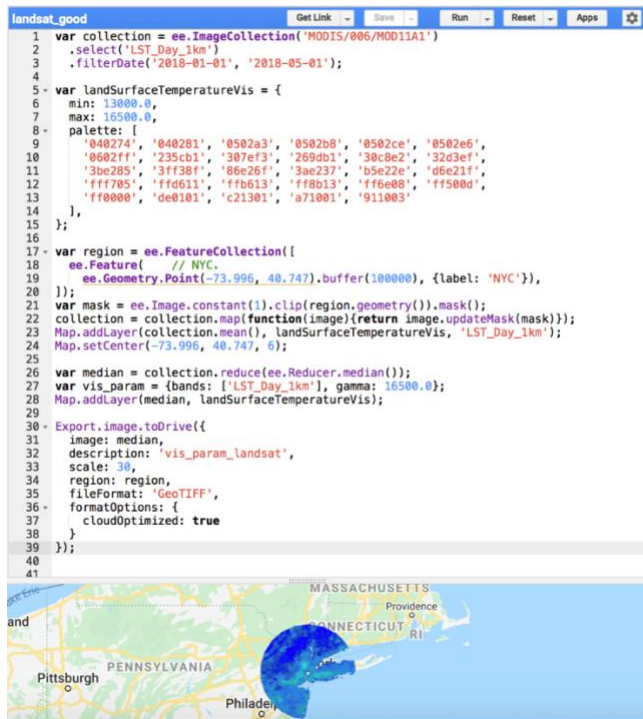 landsat_good Get Link Save Run Reset Apps
1 var collection = ee.ImageCollection('MODIS/006/MOD11A1')
2 .select('LST_Day_1km')
3 .filterDate('2018-01-01', '2018-05-01');
4
5 var landSurfaceTemperatureVis = {
6 min: 13000.0,
7 max: 16500.0,
8 palette: [
9 '040274', '040281', '0502a3', '0502b8', '0502ce', '0502e6',
10 '0602ff', '235cb1', '307ef3', '269db1', '30c8e2', '32d3ef',
11 '3be285', '3ff38f', '86e26f', '3ae237', 'b5e22e', 'd6e21f',
12 'fff705', 'ffd611', 'ffb613', 'ff8b13', 'ff6e08', 'ff500d',
13 'ff0000', 'de0101', 'c21301', 'a71001', '911003'
14 ],
15 };
16
17 var region = ee.FeatureCollection([
18 ee.Feature( // NYC.
19 ee.Geometry.Point(-73.996, 40.747).buffer(100000), {label: 'NYC'}),
20 ]);
21 var mask = ee.Image.constant(1).clip(region.geometry()).mask();
22 collection = collection.map(function(image){return image.updateMask(mask)});
23 Map.addLayer(collection.mean(), landSurfaceTemperatureVis, 'LST_Day_1km');
24 Map.setCenter(-73.996, 40.747, 6);
25
26 var median = collection.reduce(ee.Reducer.median());
27 var vis_param = {bands: ['LST_Day_1km'], gamma: 16500.0};
28 Map.addLayer(median, landSurfaceTemperatureVis);
29
30 Export.image.toDrive({
31 image: median,
32 description: 'vis_param_landsat',
33 scale: 30,
34 region: region,
35 fileFormat: 'GeoTIFF',
36 formatOptions: {
37 cloudOptimized: true
38 }
39 });
40
41
MASSACHUSETTS
Providence
and
CONNECTICUT
RI
PENNSYLVANIA
Pittsburgh